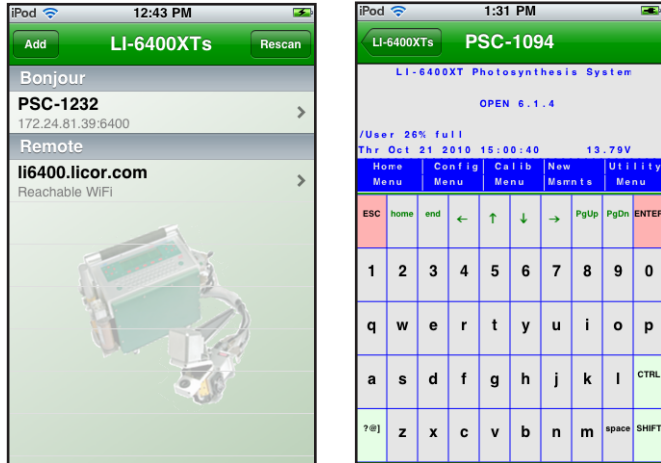 iPod 12:43 PM
Add LI-6400XTs Rescan
Bonjour
PSC-1232
172.24.81.39:6400
Remote
li6400.licor.com
Reachable WiFi
iPod 1:31 PM
LI-6400XTs PSC-1094
LI-6400XT Photosynthesis System
OPEN 6.1.4
/User 26% full
Thr Oct 21 2010 15:00:40 13.79V
Home Config Calib New Utility
Menu Menu Menu Msmnts Menu
ESC home end ← ↑ ↓ → PgUp PgDn ENTER
1 2 3 4 5 6 7 8 9 0
q w e r t y u i o p
a s d f g h j k l CTRL
?@] z x c v b n m space SHIFT